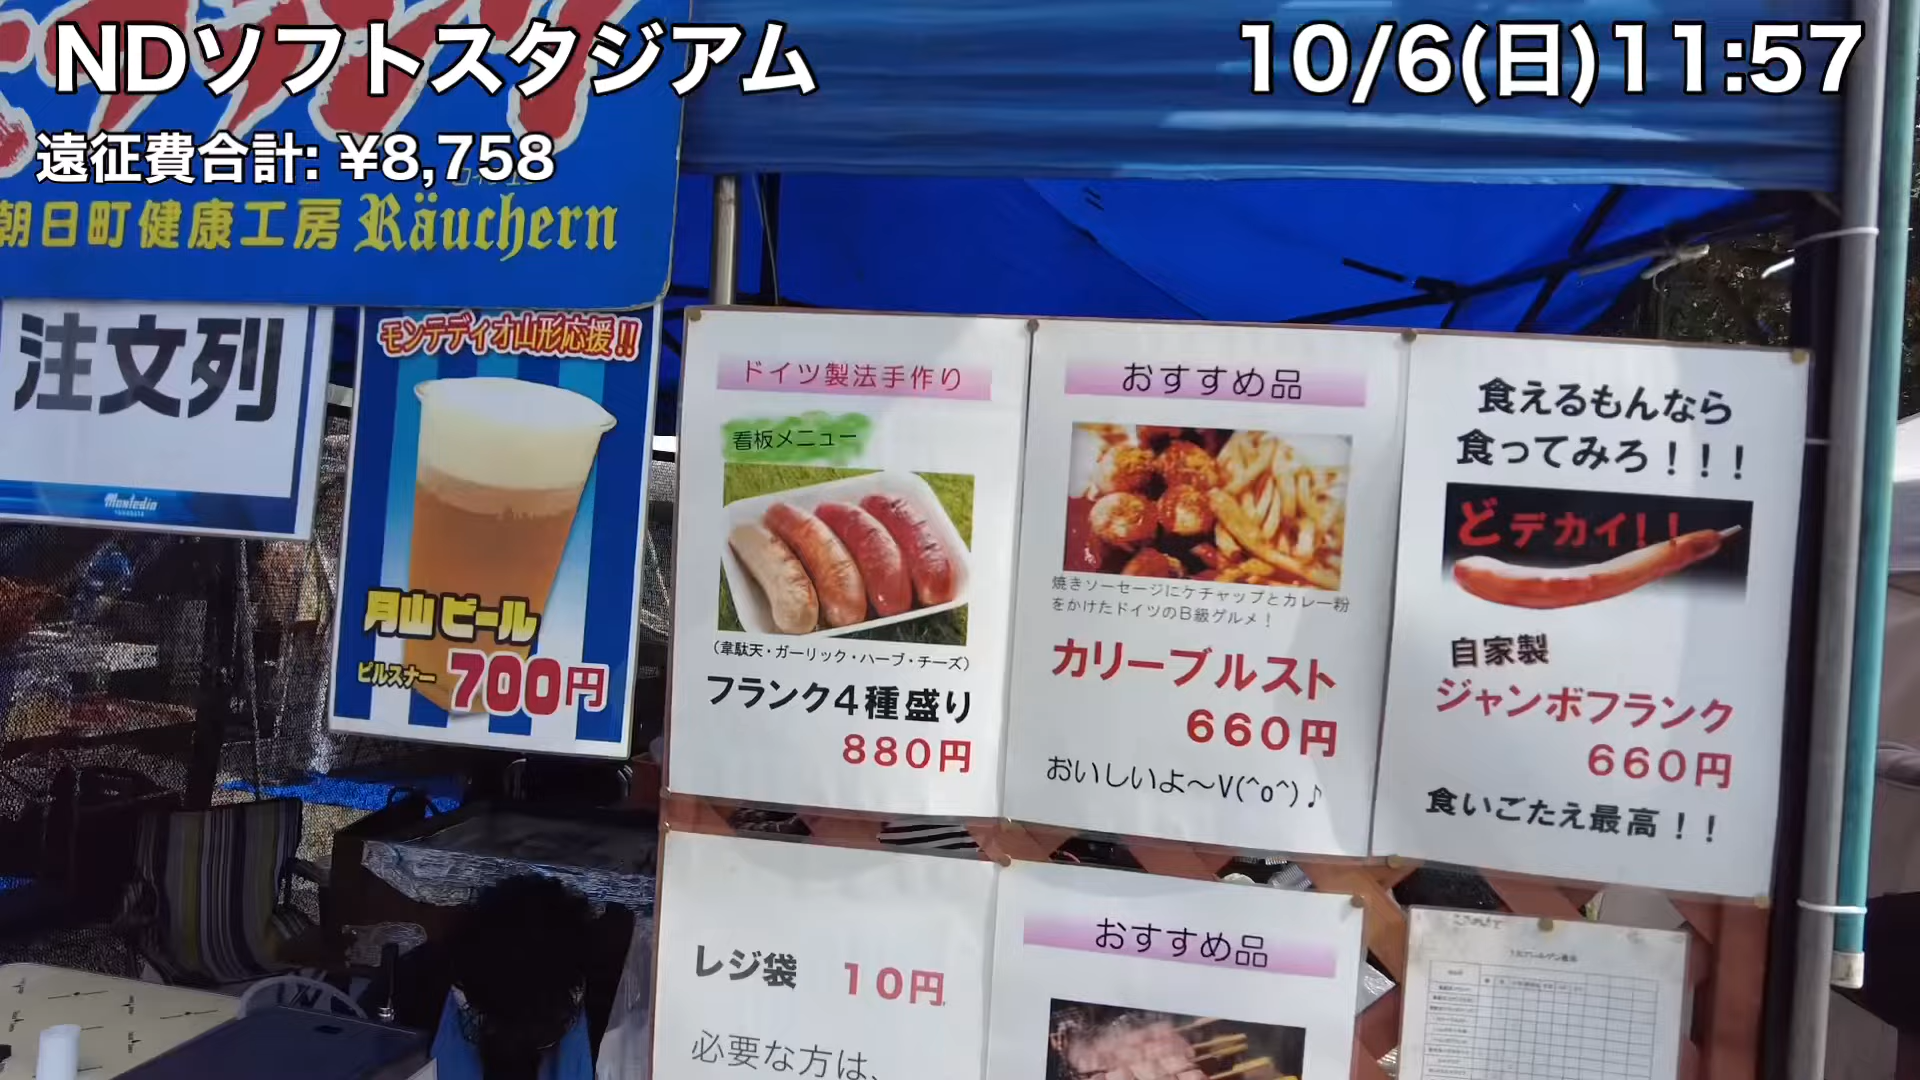 NDソフトスタジアム
10/6(日)11:57
遠征費合計: ¥8,758
朝日町健康工房 Räuchern
注文列
Montedio
モンテディオ山形応援!!
月山ビール
ピルスナー 700円
ドイツ製法手作り
看板メニュー
(韋駄天・ガーリック・ハーブ・チーズ)
フランク4種盛り
880円
おすすめ品
焼きソーセージにケチャップとカレー粉
をかけたドイツのB級グルメ！
カリーブルスト
660円
おいしいよ〜V(^o^)♪
食えるもんなら
食ってみろ！！！
どデカイ！！
自家製
ジャンボフランク
660円
食いごたえ最高！！
レジ袋 10円
必要な方は、
おすすめ品